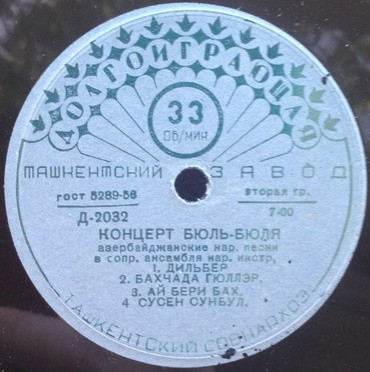 ДОЛГОИГРАЮЩАЯ
33
ОБ/МИН
ТАШКЕНТСКИЙ ЗАВОД
ГОСТ 5289-56 вторая гр.
Д-2032 7-00
КОНЦЕРТ БЮЛЬ-БЮЛЯ
азербайджанские нар. песни
в сопр. ансамбля нар. инстр.
1. ДИЛЬБЕР.
2. БАХЧАДА ГЮЛЛЭР.
3. АЙ БЕРИ БАХ.
4 СУСЕН СУНБУЛ.
ТАШКЕНТСКИЙ СОВНАРХОЗ